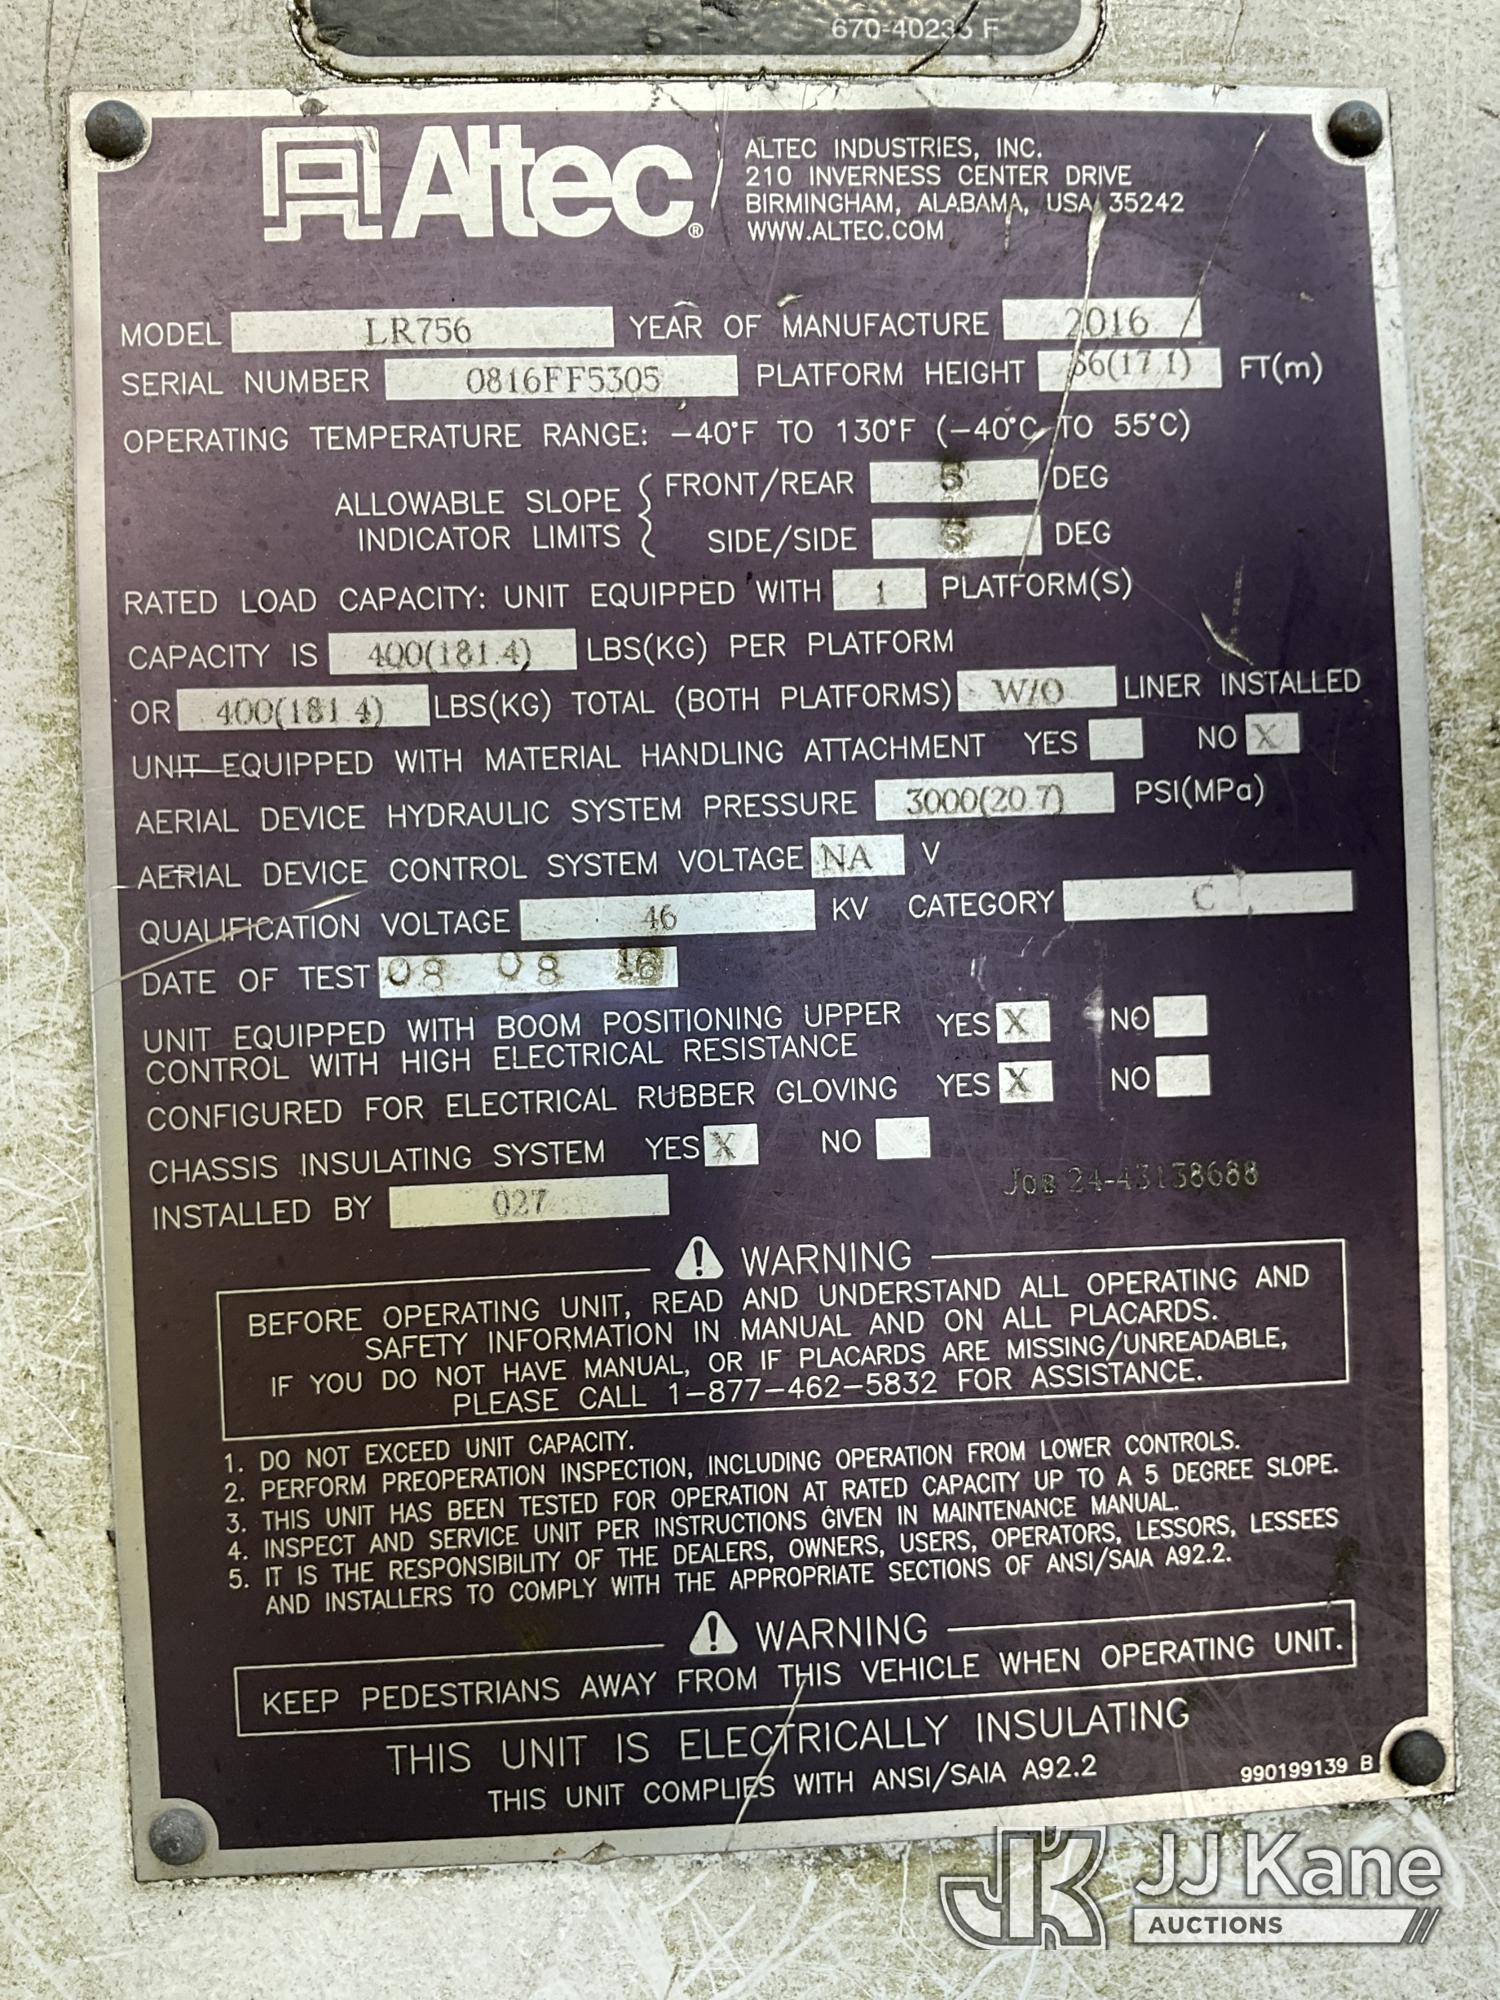 670-40236 F
Altec®
ALTEC INDUSTRIES, INC.
210 INVERNESS CENTER DRIVE
BIRMINGHAM, ALABAMA, USA 35242
WWW.ALTEC.COM
MODEL LR756 YEAR OF MANUFACTURE 2016
SERIAL NUMBER 0816FF5305 PLATFORM HEIGHT 56(17.1) FT(m)
OPERATING TEMPERATURE RANGE: -40°F TO 130°F (-40°C TO 55°C)
ALLOWABLE SLOPE INDICATOR LIMITS
FRONT/REAR 5 DEG
SIDE/SIDE 5 DEG
RATED LOAD CAPACITY: UNIT EQUIPPED WITH 1 PLATFORM(S)
CAPACITY IS 400(181.4) LBS(KG) PER PLATFORM
OR 400(181.4) LBS(KG) TOTAL (BOTH PLATFORMS) W/O LINER INSTALLED
UNIT EQUIPPED WITH MATERIAL HANDLING ATTACHMENT YES NO X
AERIAL DEVICE HYDRAULIC SYSTEM PRESSURE 3000(20.7) PSI(MPa)
AERIAL DEVICE CONTROL SYSTEM VOLTAGE NA V
QUALIFICATION VOLTAGE 46 KV CATEGORY C
DATE OF TEST 08 08 16
UNIT EQUIPPED WITH BOOM POSITIONING UPPER YES X NO
CONTROL WITH HIGH ELECTRICAL RESISTANCE
CONFIGURED FOR ELECTRICAL RUBBER GLOVING YES X NO
CHASSIS INSULATING SYSTEM YES X NO
INSTALLED BY 027
Job 24-43138688
WARNING
BEFORE OPERATING UNIT, READ AND UNDERSTAND ALL OPERATING AND
SAFETY INFORMATION IN MANUAL AND ON ALL PLACARDS.
IF YOU DO NOT HAVE MANUAL, OR IF PLACARDS ARE MISSING/UNREADABLE,
PLEASE CALL 1-877-462-5832 FOR ASSISTANCE.
1. DO NOT EXCEED UNIT CAPACITY.
2. PERFORM PREOPERATION INSPECTION, INCLUDING OPERATION FROM LOWER CONTROLS.
3. THIS UNIT HAS BEEN TESTED FOR OPERATION AT RATED CAPACITY UP TO A 5 DEGREE SLOPE.
4. INSPECT AND SERVICE UNIT PER INSTRUCTIONS GIVEN IN MAINTENANCE MANUAL.
5. IT IS THE RESPONSIBILITY OF THE DEALERS, OWNERS, USERS, OPERATORS, LESSORS, LESSEES
AND INSTALLERS TO COMPLY WITH THE APPROPRIATE SECTIONS OF ANSI/SAIA A92.2.
WARNING
KEEP PEDESTRIANS AWAY FROM THIS VEHICLE WHEN OPERATING UNIT.
THIS UNIT IS ELECTRICALLY INSULATING
THIS UNIT COMPLIES WITH ANSI/SAIA A92.2
990199139 B
JK
JJ Kane
AUCTIONS